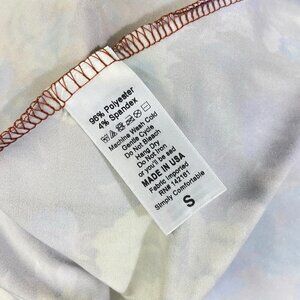 96% Polyester
4% Spandex
Machine Wash Cold
Gentle Cycle
Do Not Bleach
Hang Dry
Do Not Iron
or you'll be sad
MADE IN USA
Fabric Imported
RN# 142161
Simply Comfortable
S